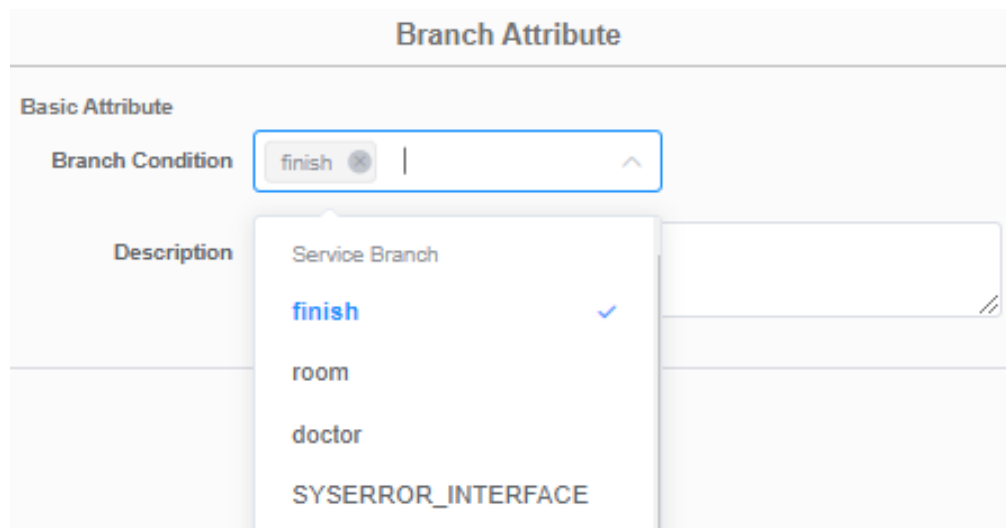 Branch Attribute
Basic Attribute
Branch Condition
finish
Description
Service Branch
finish
room
doctor
SYSERROR_INTERFACE